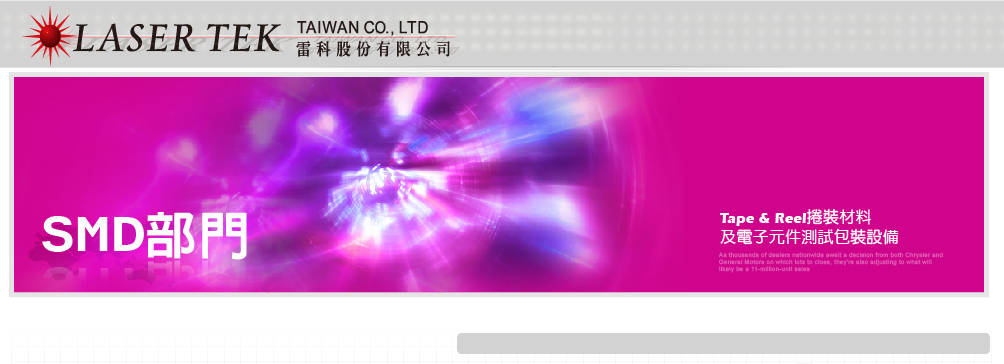 LASER TEK
TAIWAN CO., LTD
雷科股份有限公司
SMD部門
Tape & Reel捲裝材料
及電子元件測試包裝設備
As thousands of dealers nationwide await a decision from both Chrysler and
General Motors on which lots to close, they're also adjusting to what will
likely be a 11-million-unit sales